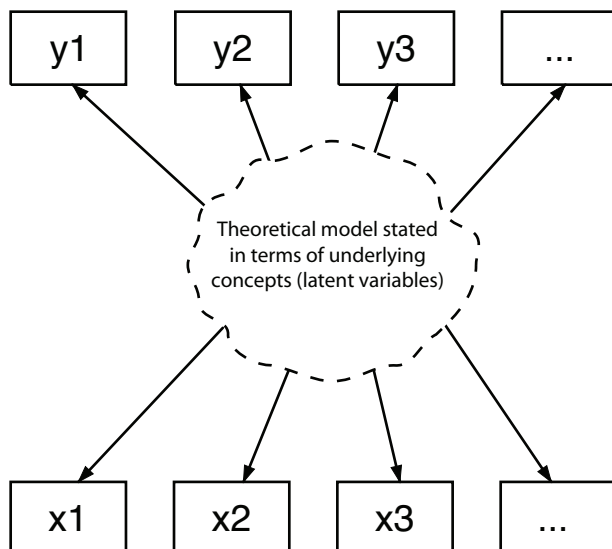 y1 y2 y3 ...
Theoretical model stated
in terms of underlying
concepts (latent variables)
x1 x2 x3 ...